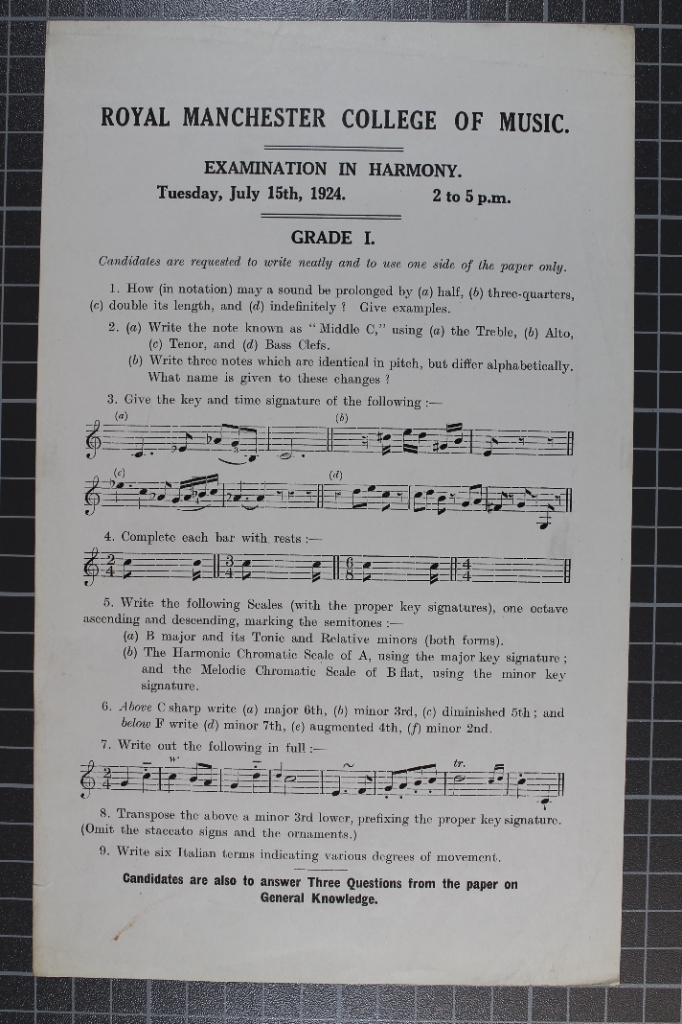 ROYAL MANCHESTER COLLEGE OF MUSIC.
EXAMINATION IN HARMONY.
Tuesday, July 15th, 1924. 2 to 5 p.m.
GRADE I.
Candidates are requested to write neatly and to use one side of the paper only.
1. How (in notation) may a sound be prolonged by (a) half, (b) three-quarters,
(c) double its length, and (d) indefinitely? Give examples.
2. (a) Write the note known as "Middle C," using (a) the Treble, (b) Alto,
(c) Tenor, and (d) Bass Clefs.
(b) Write three notes which are identical in pitch, but differ alphabetically.
What name is given to these changes?
3. Give the key and time signature of the following :—
(a) (b)
(c) (d)
4. Complete each bar with rests :—
2 3 6 4
4 4 8 4
5. Write the following Scales (with the proper key signatures), one octave
ascending and descending, marking the semitones :—
(a) B major and its Tonic and Relative minors (both forms).
(b) The Harmonic Chromatic Scale of A, using the major key signature;
and the Melodic Chromatic Scale of B flat, using the minor key
signature.
6. Above C sharp write (a) major 6th, (b) minor 3rd, (c) diminished 5th; and
below F write (d) minor 7th, (e) augmented 4th, (f) minor 2nd.
7. Write out the following in full :—
tr.
2
4
8. Transpose the above a minor 3rd lower, prefixing the proper key signature.
(Omit the staccato signs and the ornaments.)
9. Write six Italian terms indicating various degrees of movement.
Candidates are also to answer Three Questions from the paper on
General Knowledge.